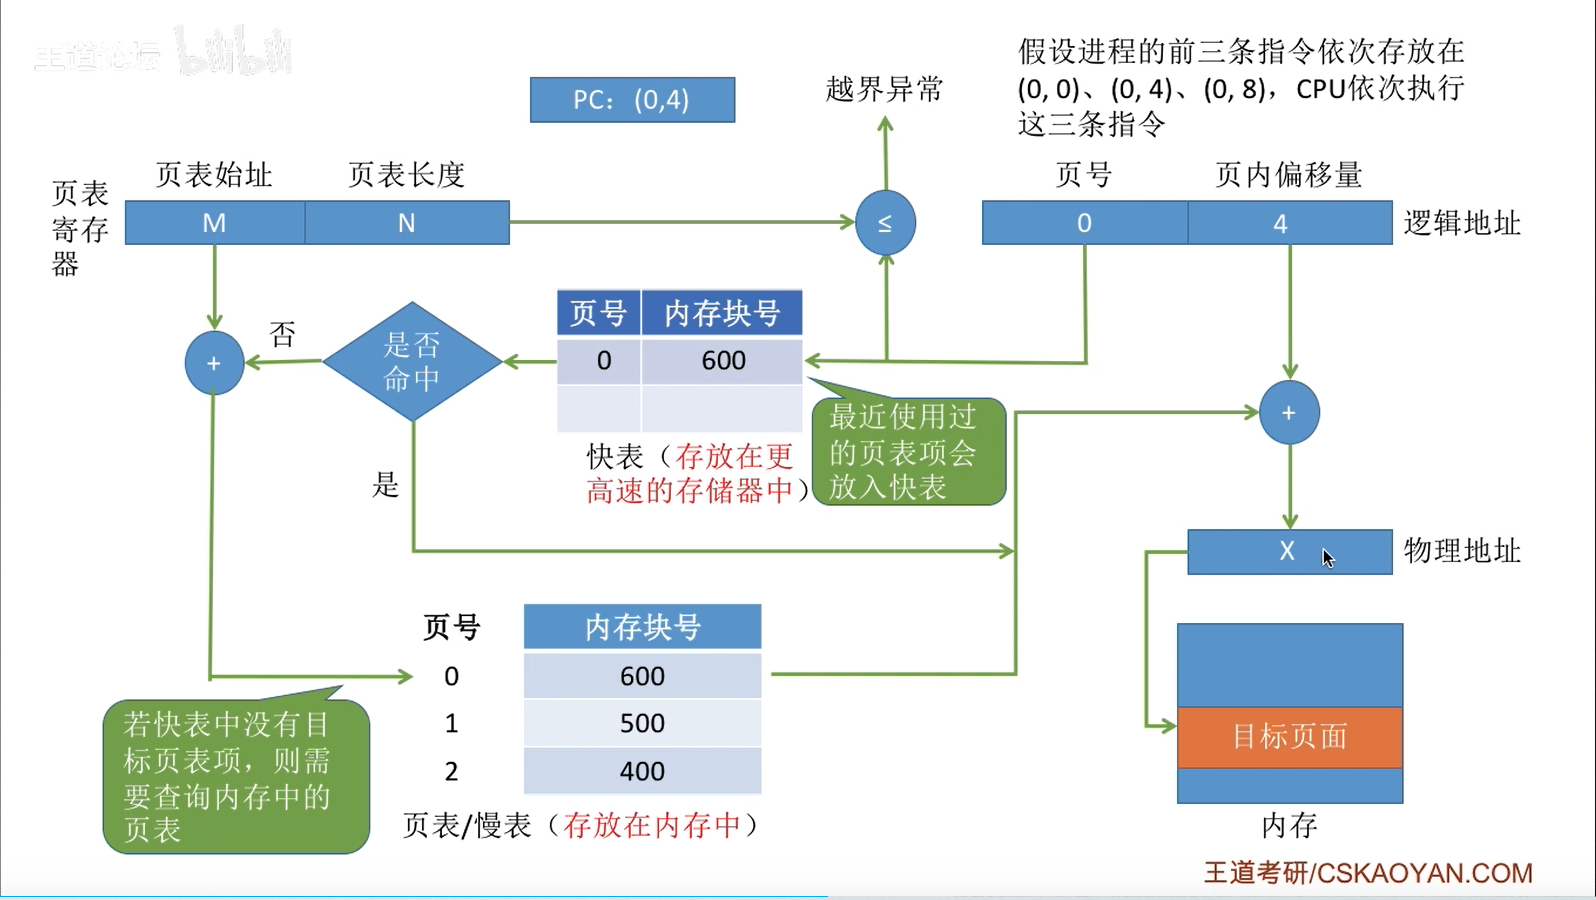 王道论坛 bilibili
假设进程的前三条指令依次存放在
(0, 0)、(0, 4)、(0, 8)，CPU依次执行
这三条指令
PC：(0,4)
越界异常
页表始址
页表长度
页号
页内偏移量
页表
寄存
器
M
N
≤
0
4
逻辑地址
否
是否
命中
+
页号
内存块号
0
600
最近使用过
的页表项会
放入快表
快表（存放在更
高速的存储器中）
+
是
X
物理地址
页号
内存块号
0
600
1
500
2
400
页表/慢表（存放在内存中）
若快表中没有目
标页表项，则需
要查询内存中的
页表
目标页面
内存
王道考研/CSKAOYAN.COM